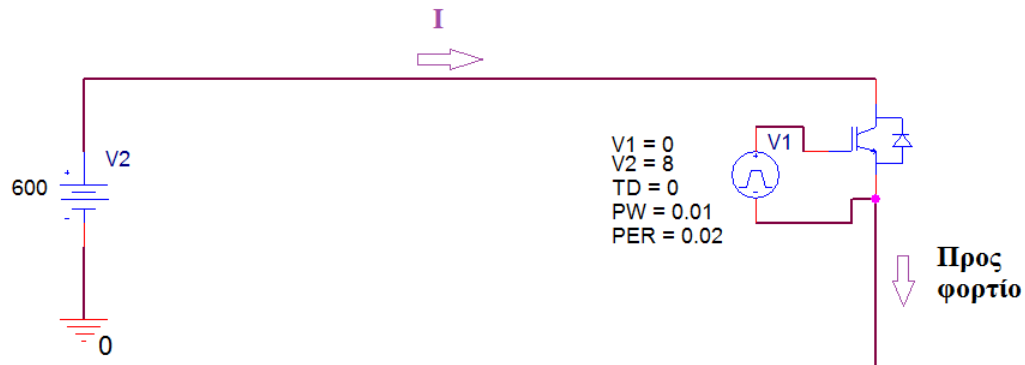 I
V2
600
0
V1 = 0
V2 = 8
TD = 0
PW = 0.01
PER = 0.02
V1
Προς
φορτίο